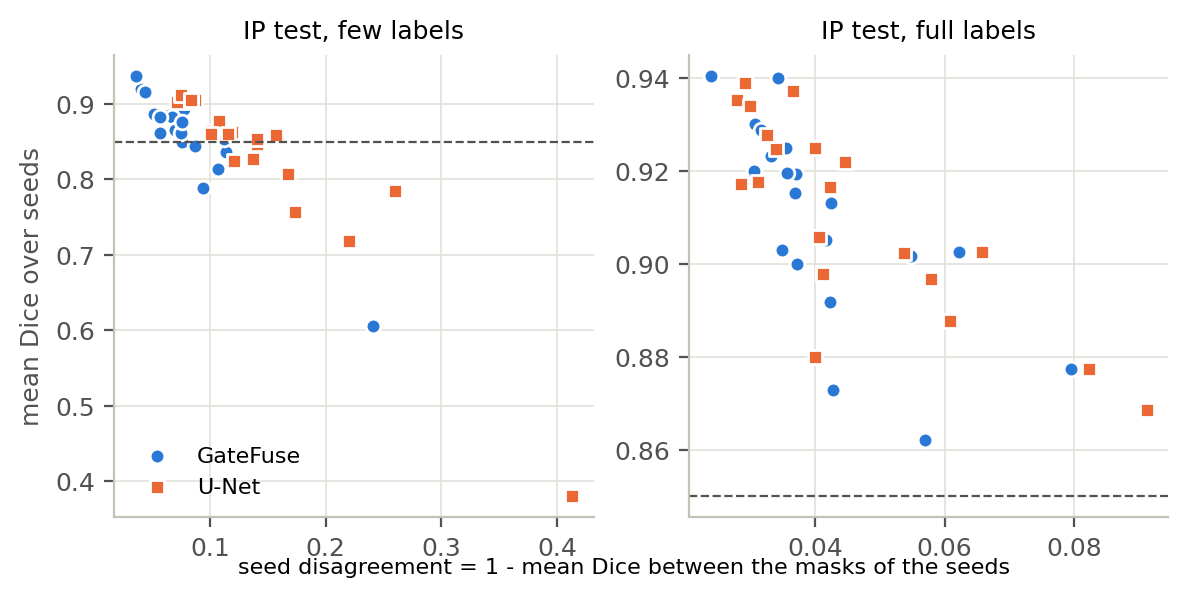 IP test, few labels
IP test, full labels
mean Dice over seeds
0.9
0.8
0.7
0.6
0.5
0.4
GateFuse
U-Net
0.1 0.2 0.3 0.4
0.94
0.92
0.90
0.88
0.86
0.04 0.06 0.08
seed disagreement = 1 - mean Dice between the masks of the seeds